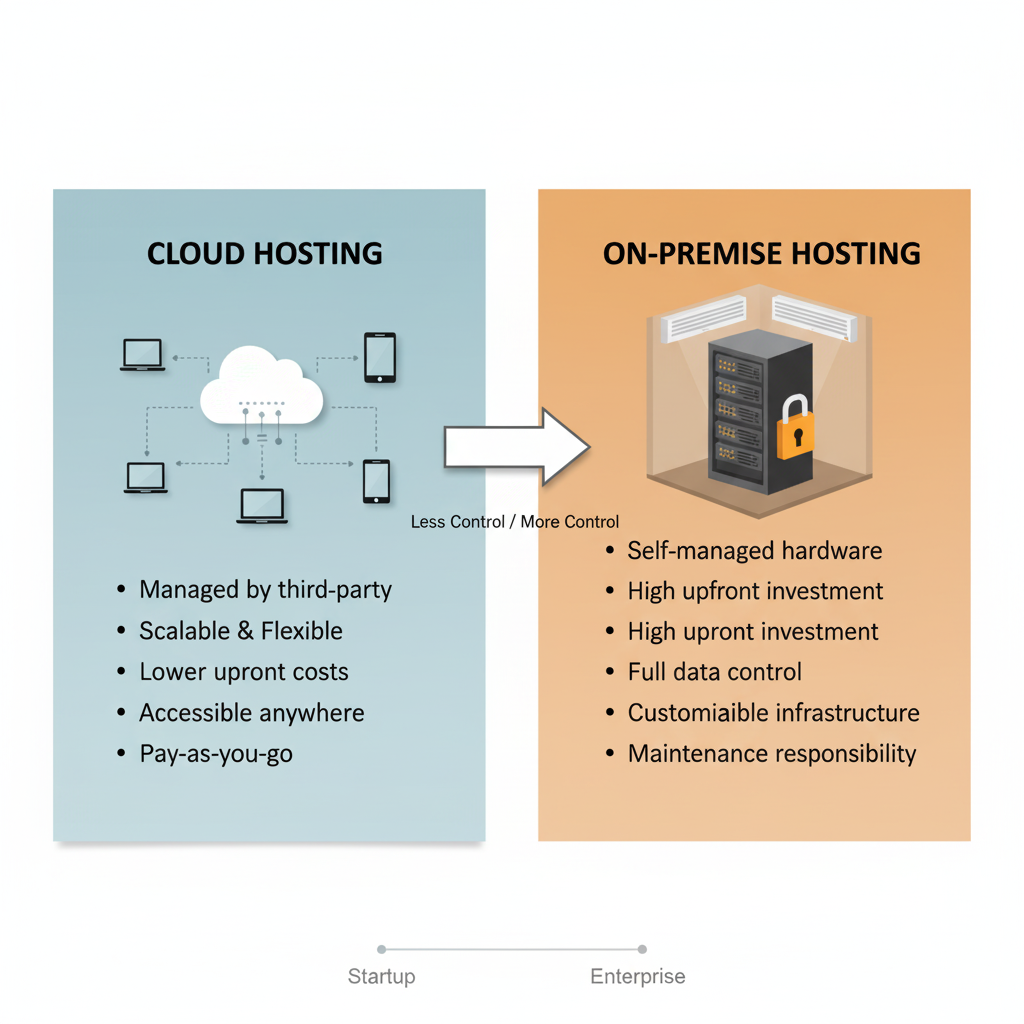 CLOUD HOSTING
• Managed by third-party
• Scalable & Flexible
• Lower upront costs
• Accessible anywhere
• Pay-as-you-go
Less Control / More Control
ON-PREMISE HOSTING
• Self-managed hardware
• High upfront investment
• High upront investment
• Full data control
• Customiaible infrastructure
• Maintenance responsibility
Startup
Enterprise